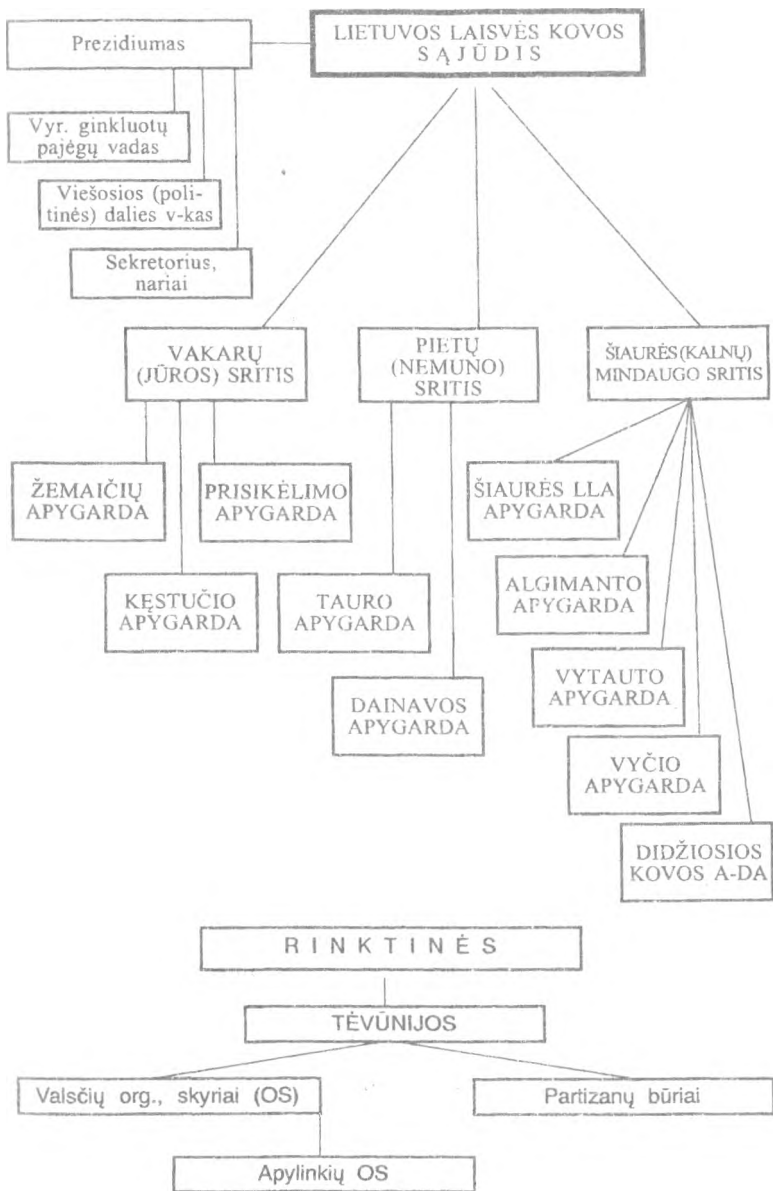 Prezidiumas
LIETUVOS LAISVĖS KOVOS
SĄJŪDIS
Vyr. ginkluotų
pajėgų vadas
Viešosios (poli-
tinės) dalies v-kas
Sekretorius,
nariai
VAKARŲ
(JŪROS) SRITIS
PIETŲ
(NEMUNO)
SRITIS
ŠIAURĖS (KALNŲ)
MINDAUGO SRITIS
ŽEMAIČIŲ
APYGARDA
PRISIKĖLIMO
APYGARDA
KĘSTUČIO
APYGARDA
TAURO
APYGARDA
DAINAVOS
APYGARDA
ŠIAURĖS LLA
APYGARDA
ALGIMANTO
APYGARDA
VYTAUTO
APYGARDA
VYČIO
APYGARDA
DIDŽIOSIOS
KOVOS A-DA
RINKTINĖS
TĖVŪNIJOS
Valsčių org., skyriai (OS)
Partizanų būriai
Apylinkių OS